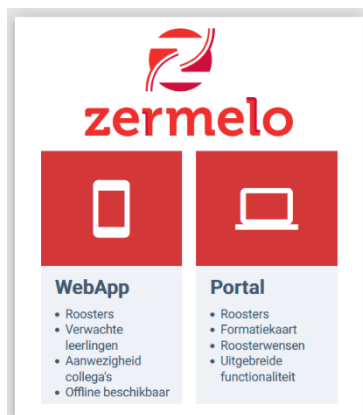 zermelo
WebApp
• Roosters
• Verwachte
leerlingen
• Aanwezigheid
collega's
• Offline beschikbaar
Portal
• Roosters
• Formatiekaart
• Roosterwensen
• Uitgebreide
functionaliteit